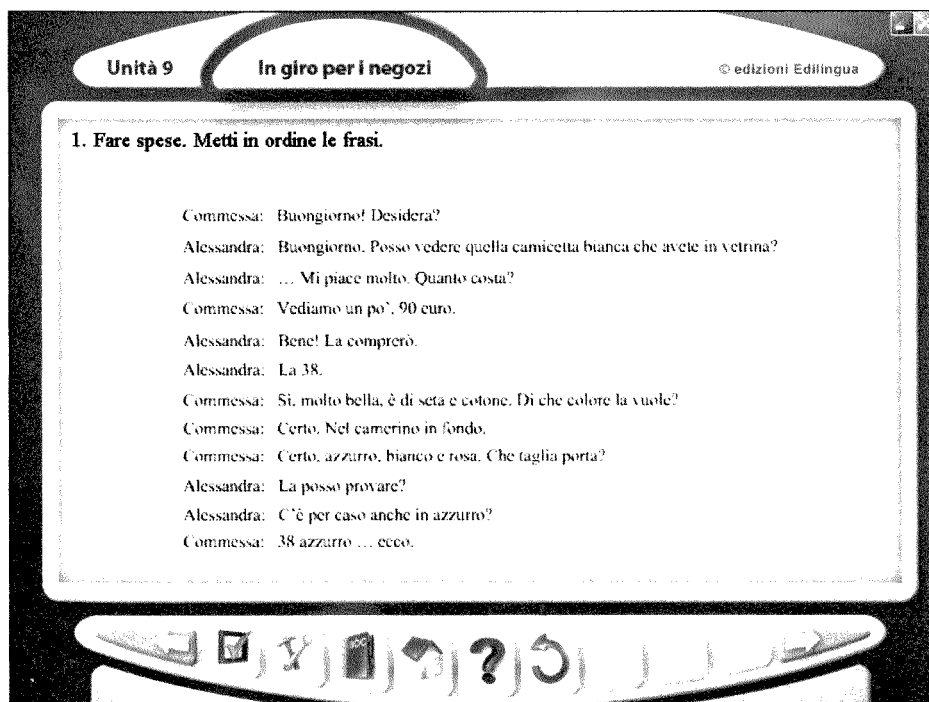 Unità 9
In giro per i negozi
© edizioni Edilingua
1. Fare spese. Metti in ordine le frasi.
Commessa: Buongiorno! Desidera?
Alessandra: Buongiorno. Posso vedere quella camicetta bianca che avete in vetrina?
Alessandra: … Mi piace molto. Quanto costa?
Commessa: Vediamo un po', 90 euro.
Alessandra: Bene! La comprerò.
Alessandra: La 38.
Commessa: Sì, molto bella, è di seta e cotone. Di che colore la vuole?
Commessa: Certo. Nel camerino in fondo.
Commessa: Certo, azzurro, bianco e rosa. Che taglia porta?
Alessandra: La posso provare?
Alessandra: C'è per caso anche in azzurro?
Commessa: 38 azzurro … ecco.